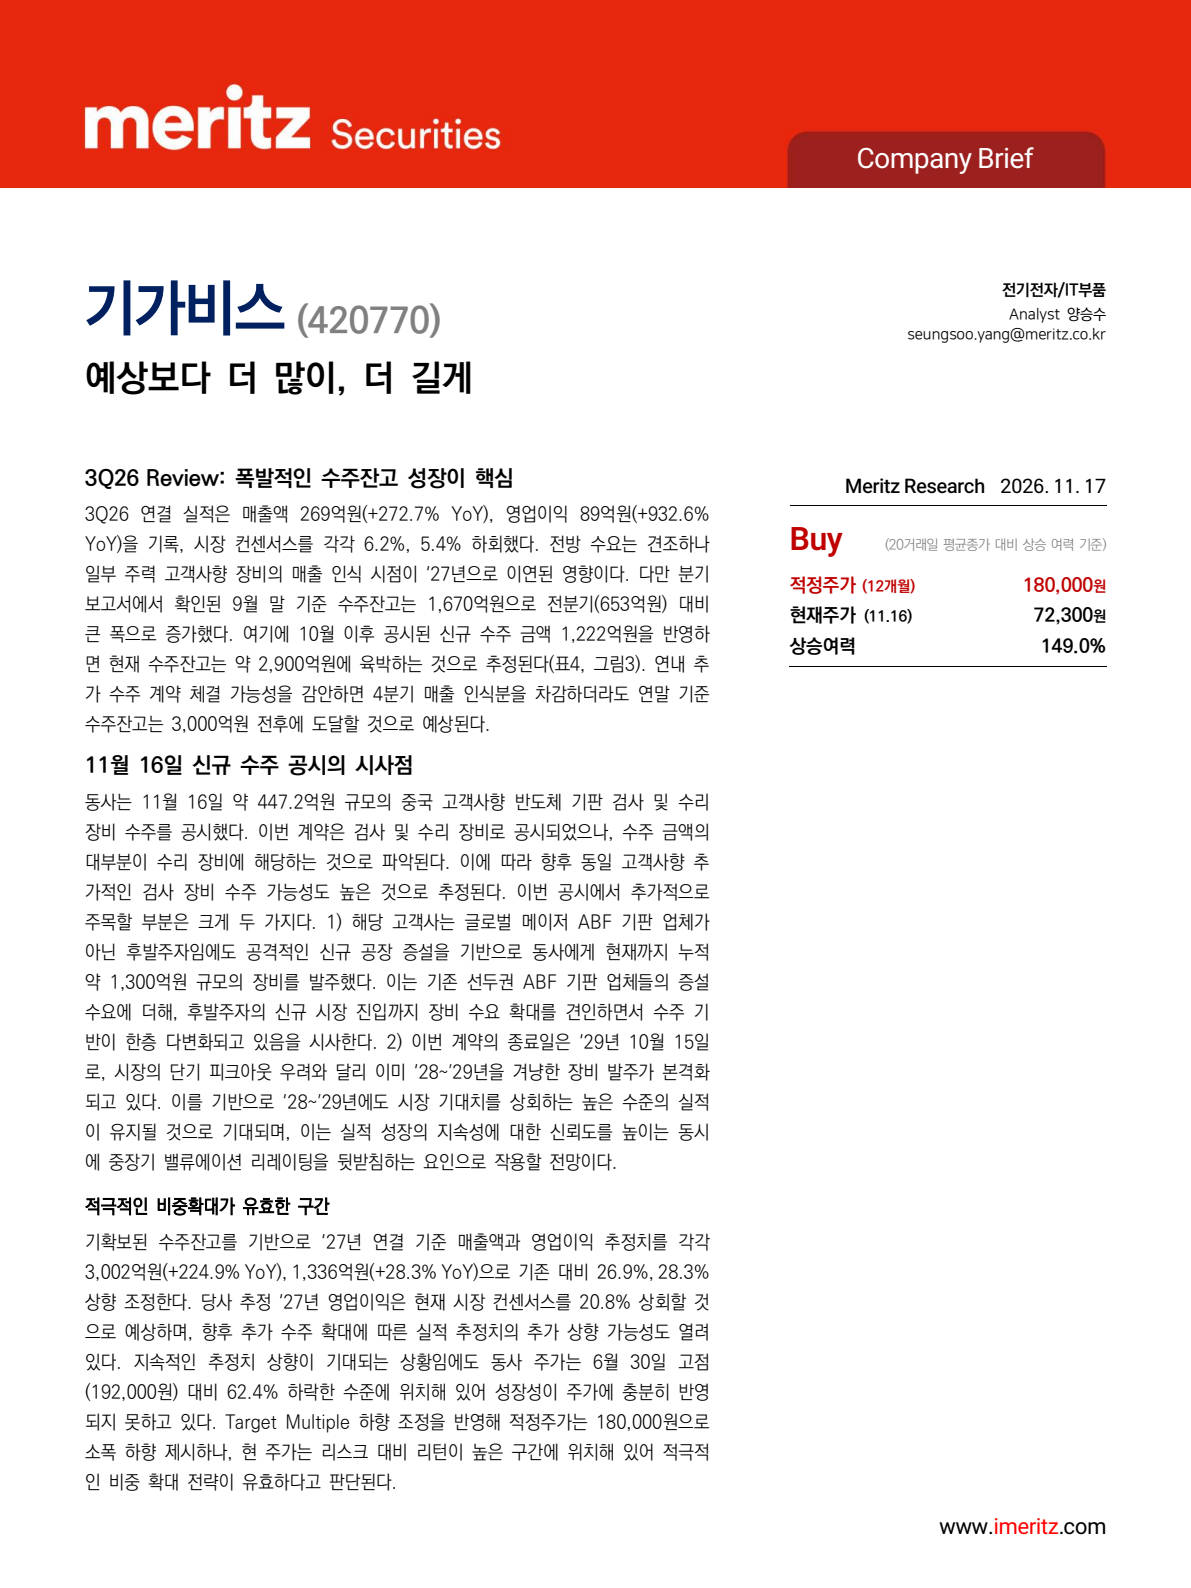 meritz Securities
Company Brief
기가비스 (420770)
예상보다 더 많이, 더 길게
전기전자/IT부품
Analyst 양승수
seungsoo.yang@meritz.co.kr
3Q26 Review: 폭발적인 수주잔고 성장이 핵심
3Q26 연결 실적은 매출액 269억원(+272.7% YoY), 영업이익 89억원(+932.6%
YoY)을 기록, 시장 컨센서스를 각각 6.2%, 5.4% 하회했다. 전방 수요는 견조하나
일부 주력 고객사향 장비의 매출 인식 시점이 '27년으로 이연된 영향이다. 다만 분기
보고서에서 확인된 9월 말 기준 수주잔고는 1,670억원으로 전분기(653억원) 대비
큰 폭으로 증가했다. 여기에 10월 이후 공시된 신규 수주 금액 1,222억원을 반영하
면 현재 수주잔고는 약 2,900억원에 육박하는 것으로 추정된다(표4, 그림3). 연내 추
가 수주 계약 체결 가능성을 감안하면 4분기 매출 인식분을 차감하더라도 연말 기준
수주잔고는 3,000억원 전후에 도달할 것으로 예상된다.
11월 16일 신규 수주 공시의 시사점
동사는 11월 16일 약 447.2억원 규모의 중국 고객사향 반도체 기판 검사 및 수리
장비 수주를 공시했다. 이번 계약은 검사 및 수리 장비로 공시되었으나, 수주 금액의
대부분이 수리 장비에 해당하는 것으로 파악된다. 이에 따라 향후 동일 고객사향 추
가적인 검사 장비 수주 가능성도 높은 것으로 추정된다. 이번 공시에서 추가적으로
주목할 부분은 크게 두 가지다. 1) 해당 고객사는 글로벌 메이저 ABF 기판 업체가
아닌 후발주자임에도 공격적인 신규 공장 증설을 기반으로 동사에게 현재까지 누적
약 1,300억원 규모의 장비를 발주했다. 이는 기존 선두권 ABF 기판 업체들의 증설
수요에 더해, 후발주자의 신규 시장 진입까지 장비 수요 확대를 견인하면서 수주 기
반이 한층 다변화되고 있음을 시사한다. 2) 이번 계약의 종료일은 '29년 10월 15일
로, 시장의 단기 피크아웃 우려와 달리 이미 '28~'29년을 겨냥한 장비 발주가 본격화
되고 있다. 이를 기반으로 '28~'29년에도 시장 기대치를 상회하는 높은 수준의 실적
이 유지될 것으로 기대되며, 이는 실적 성장의 지속성에 대한 신뢰도를 높이는 동시
에 중장기 밸류에이션 리레이팅을 뒷받침하는 요인으로 작용할 전망이다.
적극적인 비중확대가 유효한 구간
기확보된 수주잔고를 기반으로 '27년 연결 기준 매출액과 영업이익 추정치를 각각
3,002억원(+224.9% YoY), 1,336억원(+28.3% YoY)으로 기존 대비 26.9%, 28.3%
상향 조정한다. 당사 추정 '27년 영업이익은 현재 시장 컨센서스를 20.8% 상회할 것
으로 예상하며, 향후 추가 수주 확대에 따른 실적 추정치의 추가 상향 가능성도 열려
있다. 지속적인 추정치 상향이 기대되는 상황임에도 동사 주가는 6월 30일 고점
(192,000원) 대비 62.4% 하락한 수준에 위치해 있어 성장성이 주가에 충분히 반영
되지 못하고 있다. Target Multiple 하향 조정을 반영해 적정주가는 180,000원으로
소폭 하향 제시하나, 현 주가는 리스크 대비 리턴이 높은 구간에 위치해 있어 적극적
인 비중 확대 전략이 유효하다고 판단된다.
Meritz Research 2026. 11. 17
Buy (20거래일 평균종가 대비 상승 여력 기준)
적정주가 (12개월) 180,000원
현재주가 (11.16) 72,300원
상승여력 149.0%
www.imeritz.com